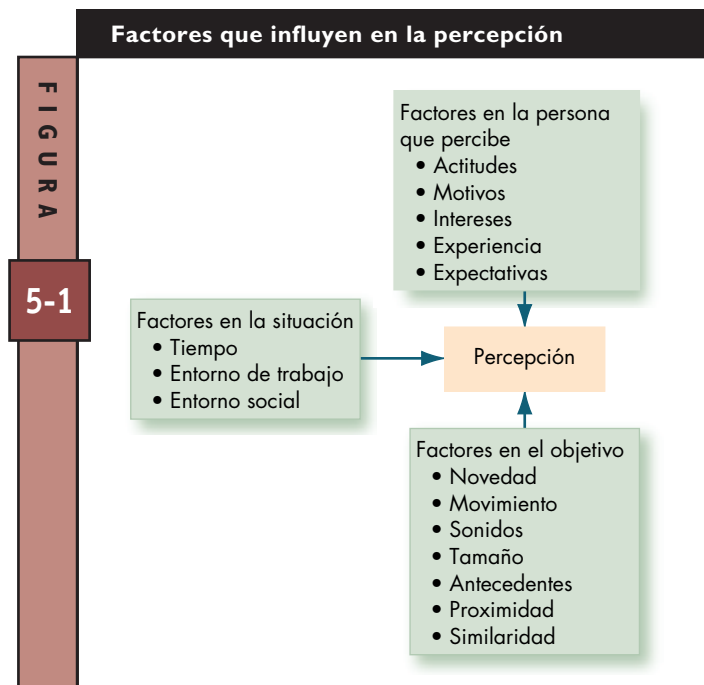 Factores que influyen en la percepción
FIGURA
5-1
Factores en la persona
que percibe
• Actitudes
• Motivos
• Intereses
• Experiencia
• Expectativas
Factores en la situación
• Tiempo
• Entorno de trabajo
• Entorno social
Percepción
Factores en el objetivo
• Novedad
• Movimiento
• Sonidos
• Tamaño
• Antecedentes
• Proximidad
• Similaridad